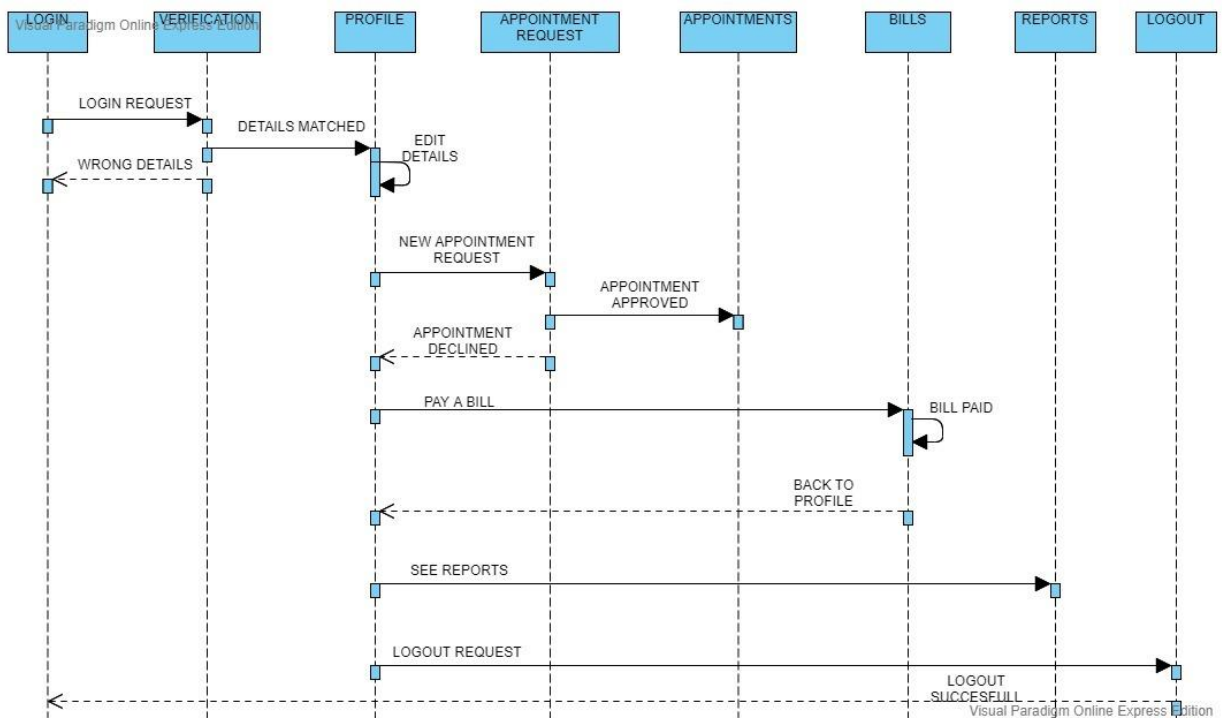 LOGIN
VERIFICATION
PROFILE
APPOINTMENT
REQUEST
APPOINTMENTS
BILLS
REPORTS
LOGOUT
Visual Paradigm Online Express Edition
LOGIN REQUEST
DETAILS MATCHED
EDIT
DETAILS
WRONG DETAILS
NEW APPOINTMENT
REQUEST
APPOINTMENT
APPROVED
APPOINTMENT
DECLINED
PAY A BILL
BILL PAID
BACK TO
PROFILE
SEE REPORTS
LOGOUT REQUEST
LOGOUT
SUCCESFULL
Visual Paradigm Online Express Edition